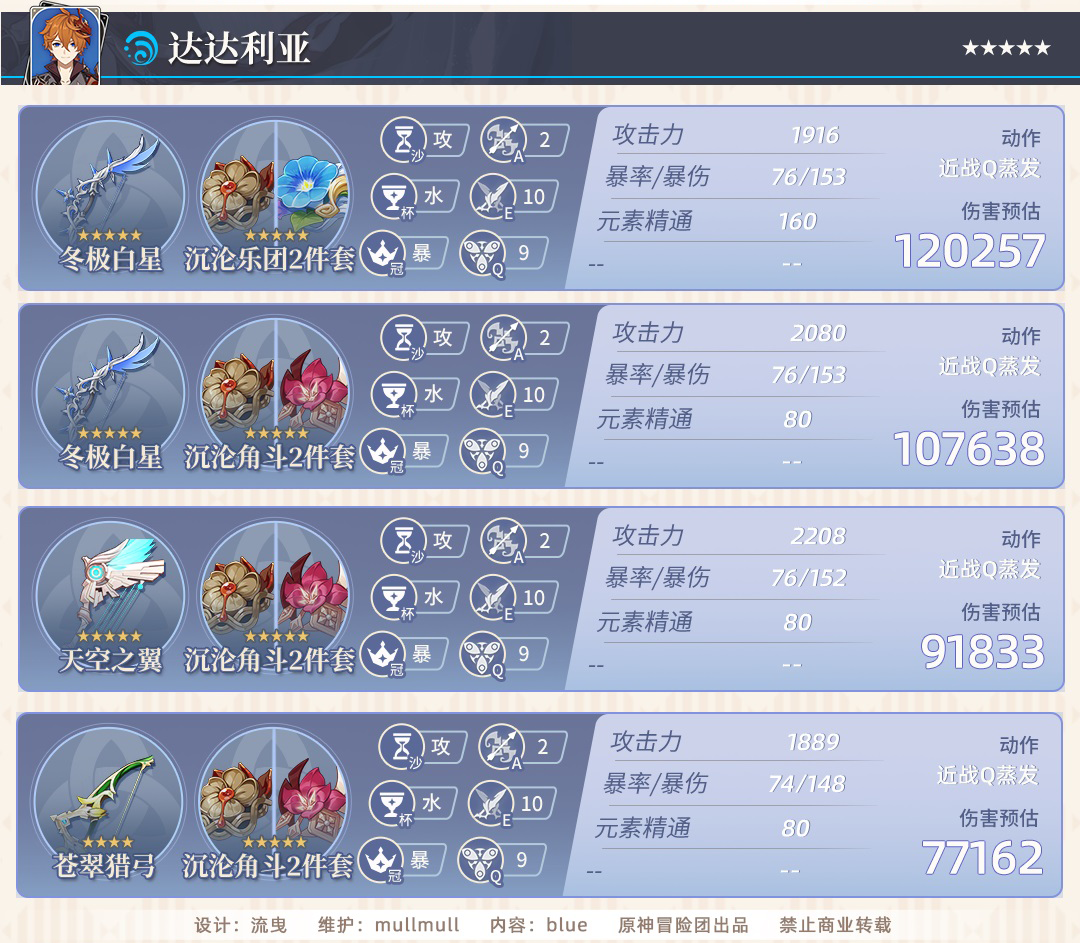 达达利亚 ★★★★★
沙 攻 A 2
杯 水 E 10
冠 暴 Q 9
冬极白星 沉沦乐团2件套
攻击力 1916
暴率/暴伤 76/153
元素精通 160
-- --
动作
近战Q蒸发
伤害预估
120257
沙 攻 A 2
杯 水 E 10
冠 暴 Q 9
冬极白星 沉沦角斗2件套
攻击力 2080
暴率/暴伤 76/153
元素精通 80
-- --
动作
近战Q蒸发
伤害预估
107638
沙 攻 A 2
杯 水 E 10
冠 暴 Q 9
天空之翼 沉沦角斗2件套
攻击力 2208
暴率/暴伤 76/152
元素精通 80
-- --
动作
近战Q蒸发
伤害预估
91833
沙 攻 A 2
杯 水 E 10
冠 暴 Q 9
苍翠猎弓 沉沦角斗2件套
攻击力 1889
暴率/暴伤 74/148
元素精通 80
-- --
动作
近战Q蒸发
伤害预估
77162
设计：流曳 维护：mullmull 内容：blue 原神冒险团出品 禁止商业转载